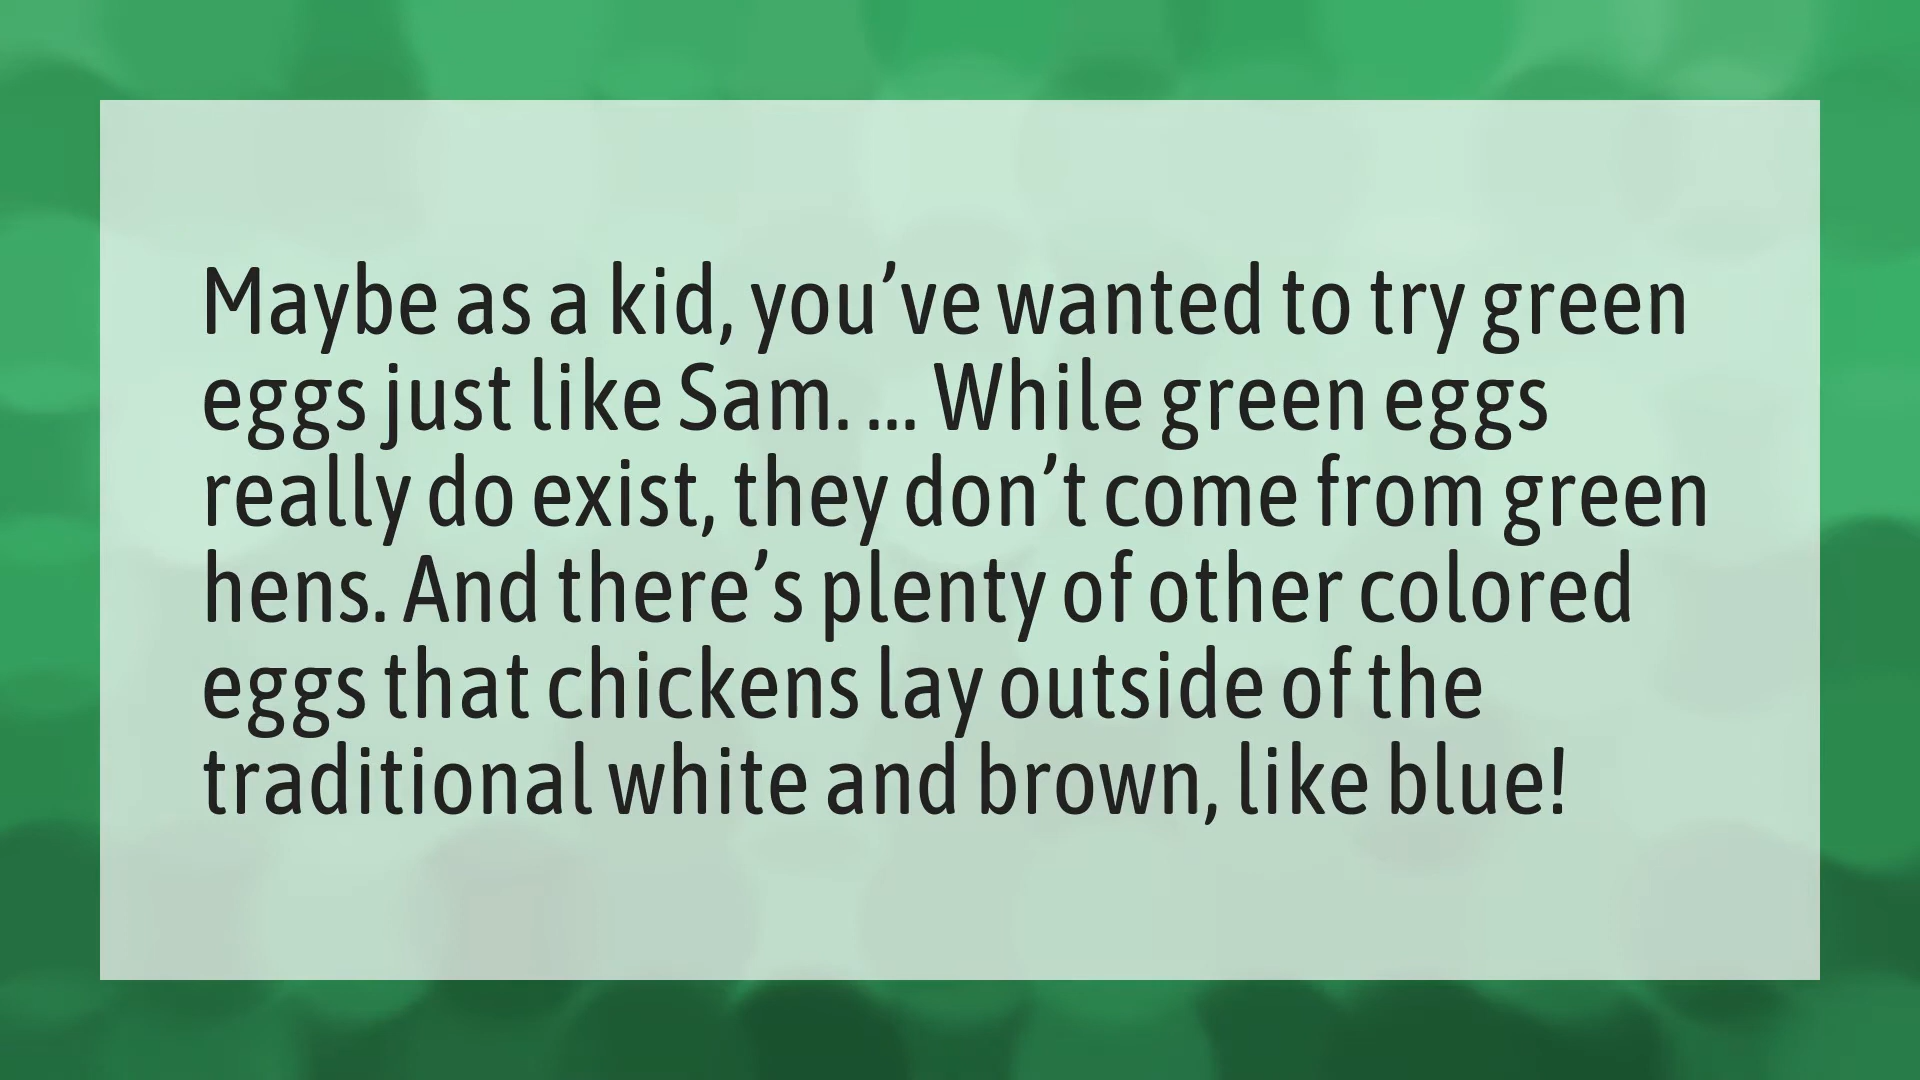 Maybe as a kid, you’ve wanted to try green
eggs just like Sam. ... While green eggs
really do exist, they don’t come from green
hens. And there’s plenty of other colored
eggs that chickens lay outside of the
traditional white and brown, like blue!